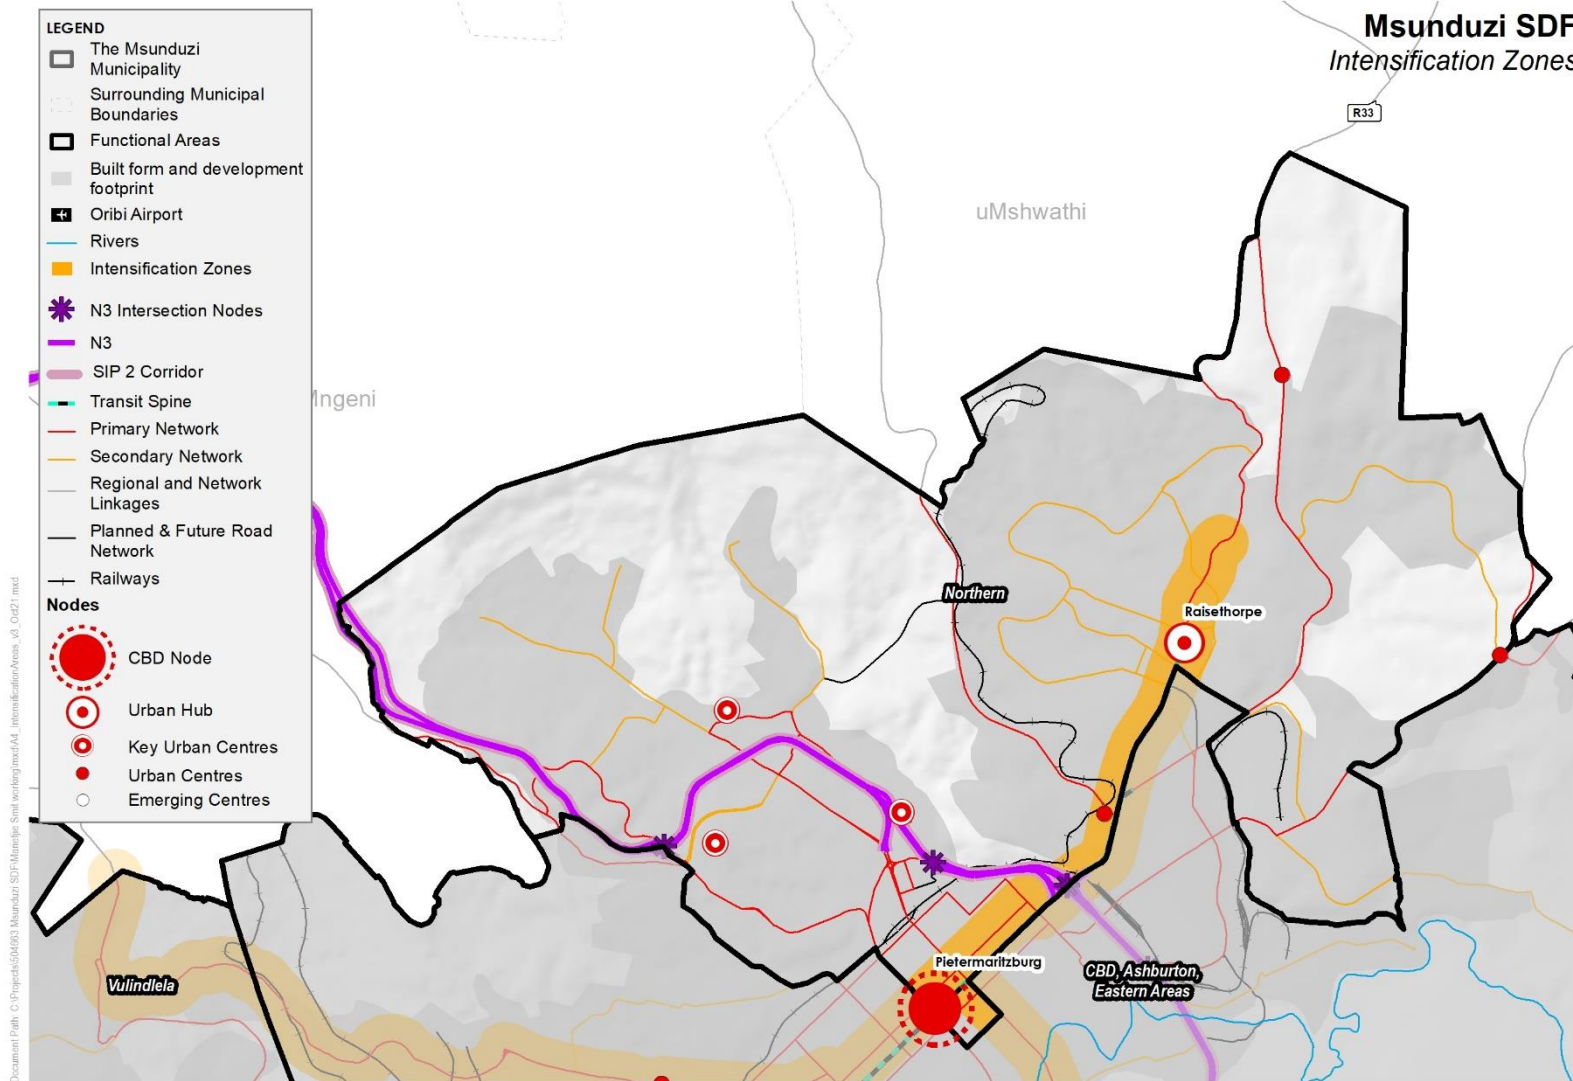 LEGEND
The Msunduzi
Municipality
Surrounding Municipal
Boundaries
Functional Areas
Built form and development
footprint
Oribi Airport
Rivers
Intensification Zones
N3 Intersection Nodes
N3
SIP 2 Corridor
Transit Spine
Primary Network
Secondary Network
Regional and Network
Linkages
Planned & Future Road
Network
Railways
Nodes
CBD Node
Urban Hub
Key Urban Centres
Urban Centres
Emerging Centres
Msunduzi SDF
Intensification Zones
R33
uMshwathi
Mngeni
Northern
Raisethorpe
Pietermaritzburg
CBD, Ashburton,
Eastern Areas
Vulindlela